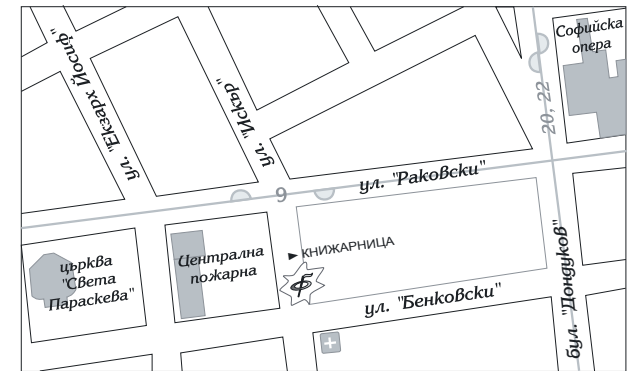 Софийска
опера
ул. "Екзарх Йосиф"
ул. "Искър"
20, 22
ул. "Раковски"
9
КНИЖАРНИЦА
Централна
пожарна
църква
"Света
Параскева"
ул. "Бенковски"
бул. "Дондуков"